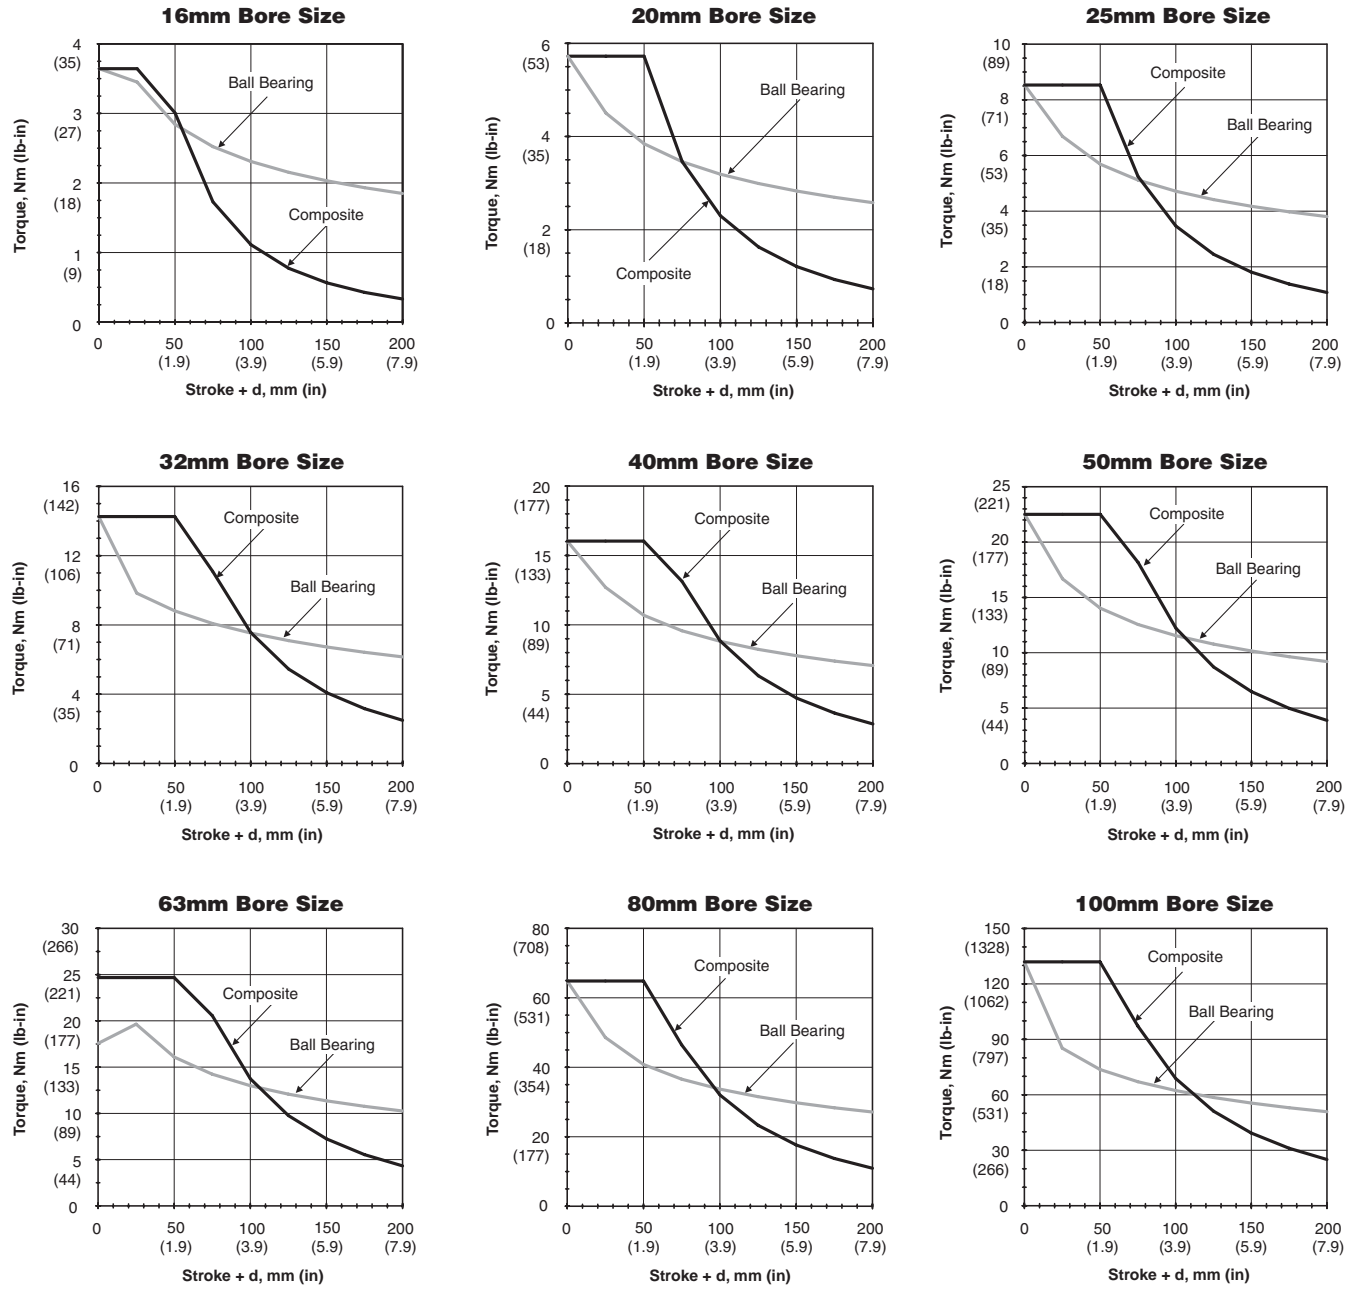 16mm Bore Size
4
(35)
3
(27)
2
(18)
1
(9)
0
Torque, Nm (lb-in)
Ball Bearing
Composite
0 50 100 150 200
(1.9) (3.9) (5.9) (7.9)
Stroke + d, mm (in)
20mm Bore Size
6
(53)
4
(35)
2
(18)
0
Torque, Nm (lb-in)
Ball Bearing
Composite
0 50 100 150 200
(1.9) (3.9) (5.9) (7.9)
Stroke + d, mm (in)
25mm Bore Size
10
(89)
8
(71)
6
(53)
4
(35)
2
(18)
0
Torque, Nm (lb-in)
Composite
Ball Bearing
0 50 100 150 200
(1.9) (3.9) (5.9) (7.9)
Stroke + d, mm (in)
32mm Bore Size
16
(142)
12
(106)
8
(71)
4
(35)
0
Torque, Nm (lb-in)
Composite
Ball Bearing
0 50 100 150 200
(1.9) (3.9) (5.9) (7.9)
Stroke + d, mm (in)
40mm Bore Size
20
(177)
15
(133)
10
(89)
5
(44)
0
Torque, Nm (lb-in)
Composite
Ball Bearing
0 50 100 150 200
(1.9) (3.9) (5.9) (7.9)
Stroke + d, mm (in)
50mm Bore Size
25
(221)
20
(177)
15
(133)
10
(89)
5
(44)
0
Torque, Nm (lb-in)
Composite
Ball Bearing
0 50 100 150 200
(1.9) (3.9) (5.9) (7.9)
Stroke + d, mm (in)
63mm Bore Size
30
(266)
25
(221)
20
(177)
15
(133)
10
(89)
5
(44)
0
Torque, Nm (lb-in)
Composite
Ball Bearing
0 50 100 150 200
(1.9) (3.9) (5.9) (7.9)
Stroke + d, mm (in)
80mm Bore Size
80
(708)
60
(531)
40
(354)
20
(177)
0
Torque, Nm (lb-in)
Composite
Ball Bearing
0 50 100 150 200
(1.9) (3.9) (5.9) (7.9)
Stroke + d, mm (in)
100mm Bore Size
150
(1328)
120
(1062)
90
(797)
60
(531)
30
(266)
0
Torque, Nm (lb-in)
Composite
Ball Bearing
0 50 100 150 200
(1.9) (3.9) (5.9) (7.9)
Stroke + d, mm (in)